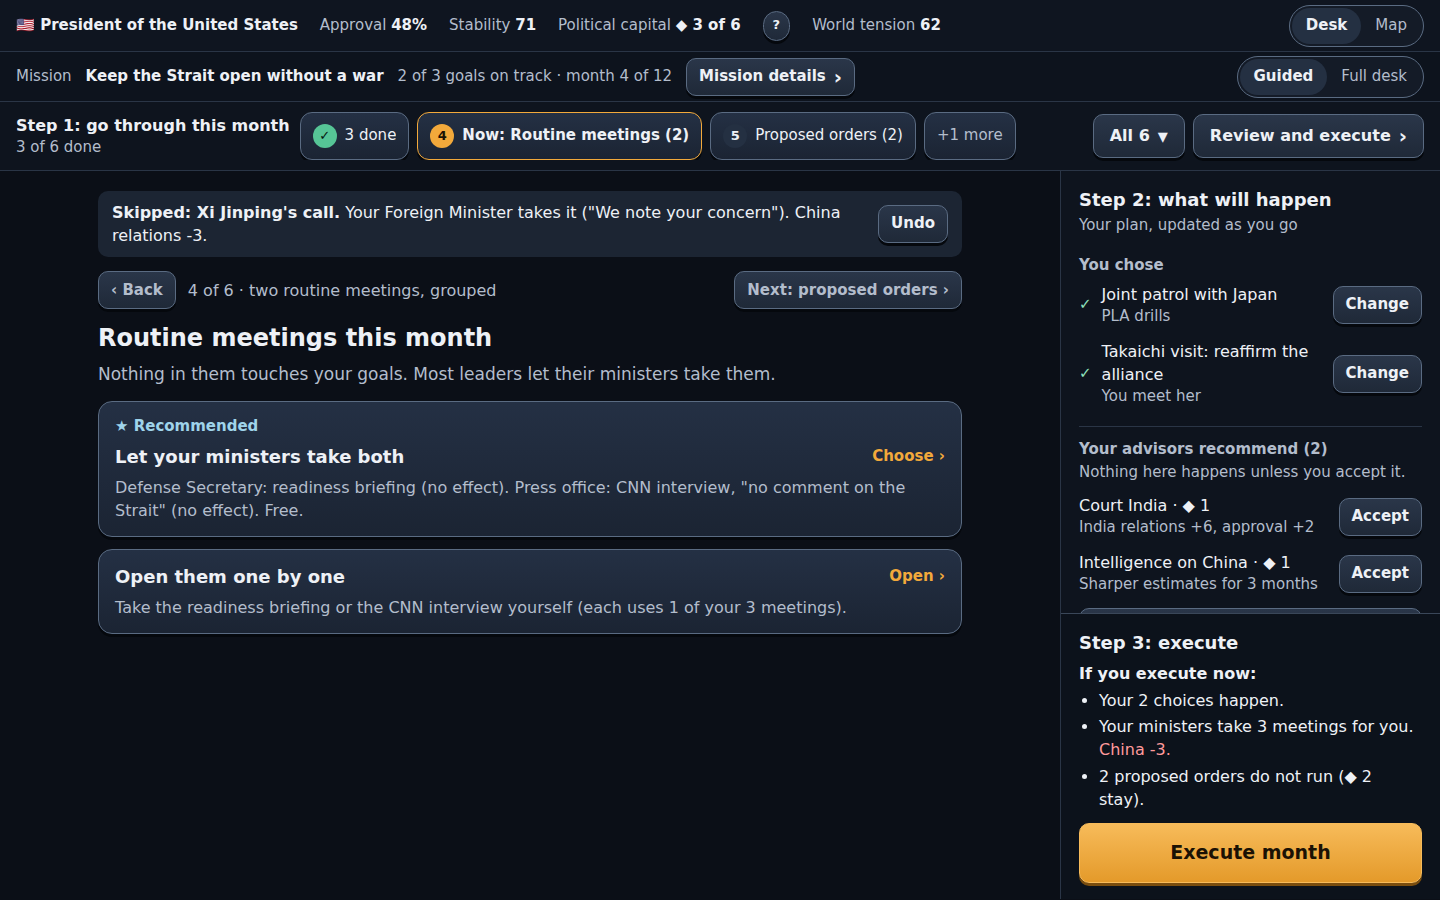 🇺🇸 President of the United States Approval 48% Stability 71 Political capital ◆ 3 of 6 ? World tension 62 Desk Map
Mission Keep the Strait open without a war 2 of 3 goals on track · month 4 of 12 Mission details › Guided Full desk
Step 1: go through this month
3 of 6 done
✓ 3 done 4 Now: Routine meetings (2) 5 Proposed orders (2) +1 more All 6 ▼ Review and execute ›
Skipped: Xi Jinping's call. Your Foreign Minister takes it ("We note your concern"). China
relations -3.
Undo
‹ Back 4 of 6 · two routine meetings, grouped Next: proposed orders ›
Routine meetings this month
Nothing in them touches your goals. Most leaders let their ministers take them.
★ Recommended
Let your ministers take both Choose ›
Defense Secretary: readiness briefing (no effect). Press office: CNN interview, "no comment on the
Strait" (no effect). Free.
Open them one by one Open ›
Take the readiness briefing or the CNN interview yourself (each uses 1 of your 3 meetings).
Step 2: what will happen
Your plan, updated as you go
You chose
✓ Joint patrol with Japan
PLA drills
Change
✓ Takaichi visit: reaffirm the
alliance
You meet her
Change
Your advisors recommend (2)
Nothing here happens unless you accept it.
Court India · ◆ 1
India relations +6, approval +2
Accept
Intelligence on China · ◆ 1
Sharper estimates for 3 months
Accept
Step 3: execute
If you execute now:
• Your 2 choices happen.
• Your ministers take 3 meetings for you.
China -3.
• 2 proposed orders do not run (◆ 2
stay).
Execute month